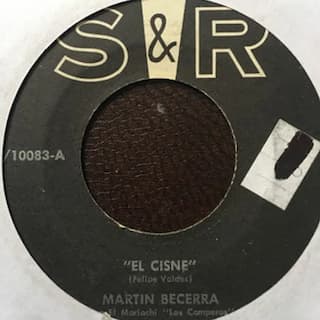 S & R
/10083-A
"EL CISNE"
(Felipe Valdes)
MARTIN BECERRA
El Mariachi "Los Camperos"